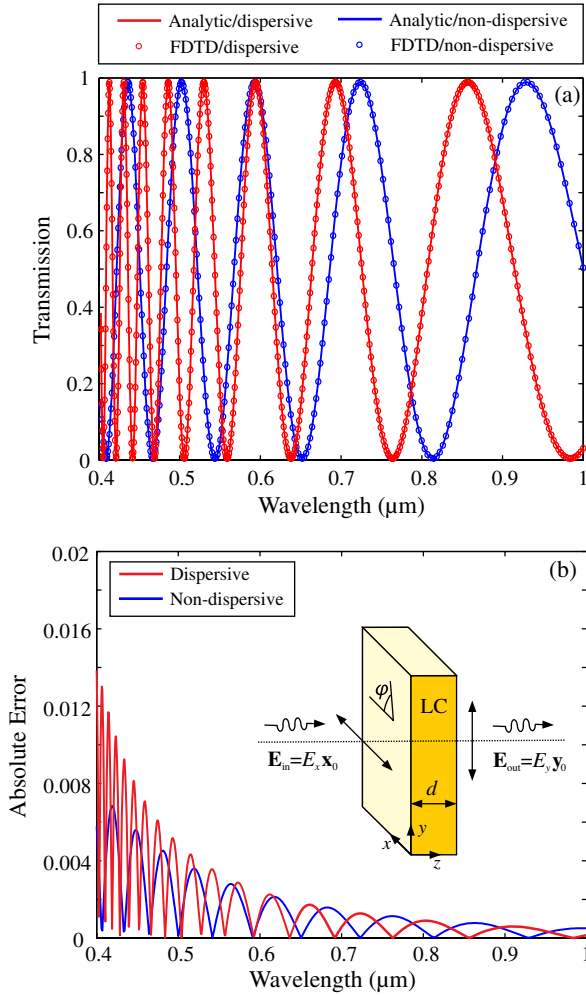 Analytic/dispersive Analytic/non-dispersive
FDTD/dispersive FDTD/non-dispersive
(a)
1
0.8
0.6
0.4
0.2
0
Transmission
0.4 0.5 0.6 0.7 0.8 0.9 1
Wavelength (µm)
(b)
Dispersive
Non-dispersive
0.02
0.016
0.012
0.008
0.004
0
Absolute Error
φ
LC
E_in=E_x x_0
E_out=E_y y_0
d
x
y
z
0.4 0.5 0.6 0.7 0.8 0.9 1
Wavelength (µm)